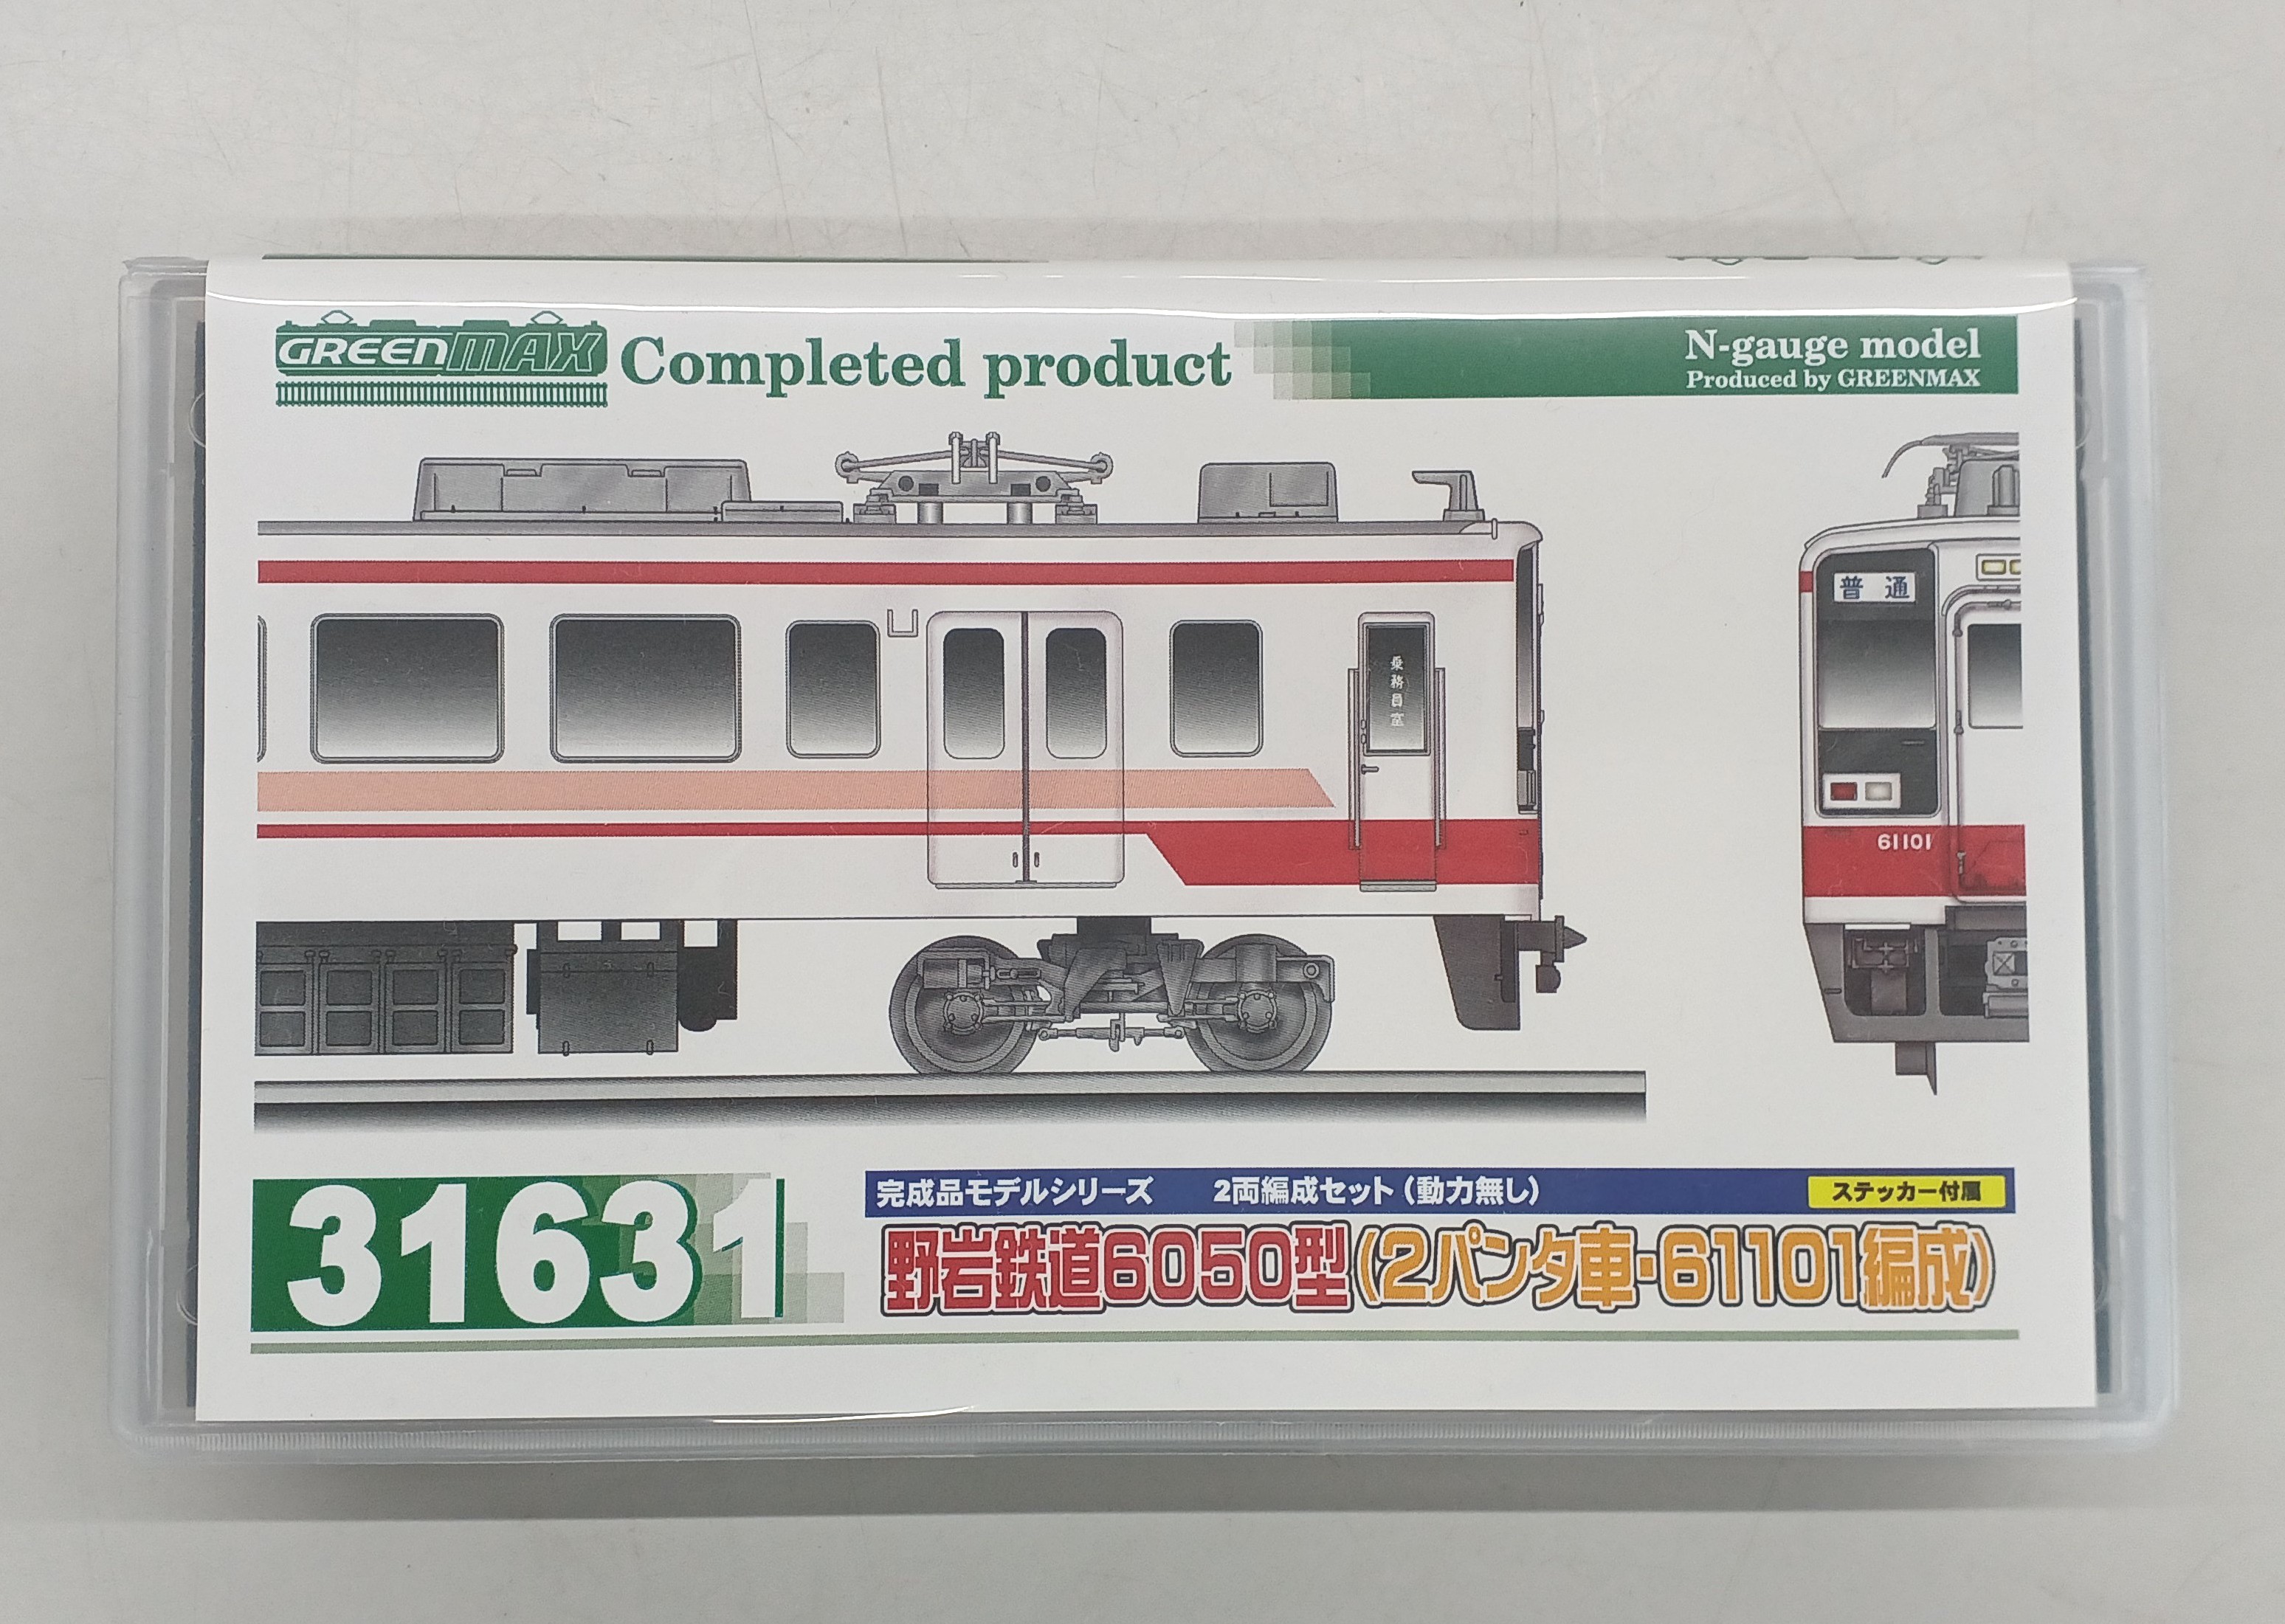 GREENMAX Completed product
N-gauge model
Produced by GREENMAX
普通
乗務員室
61101
31631
完成品モデルシリーズ 2両編成セット(動力無し)
ステッカー付属
野岩鉄道6050型(2パンタ車・61101編成)